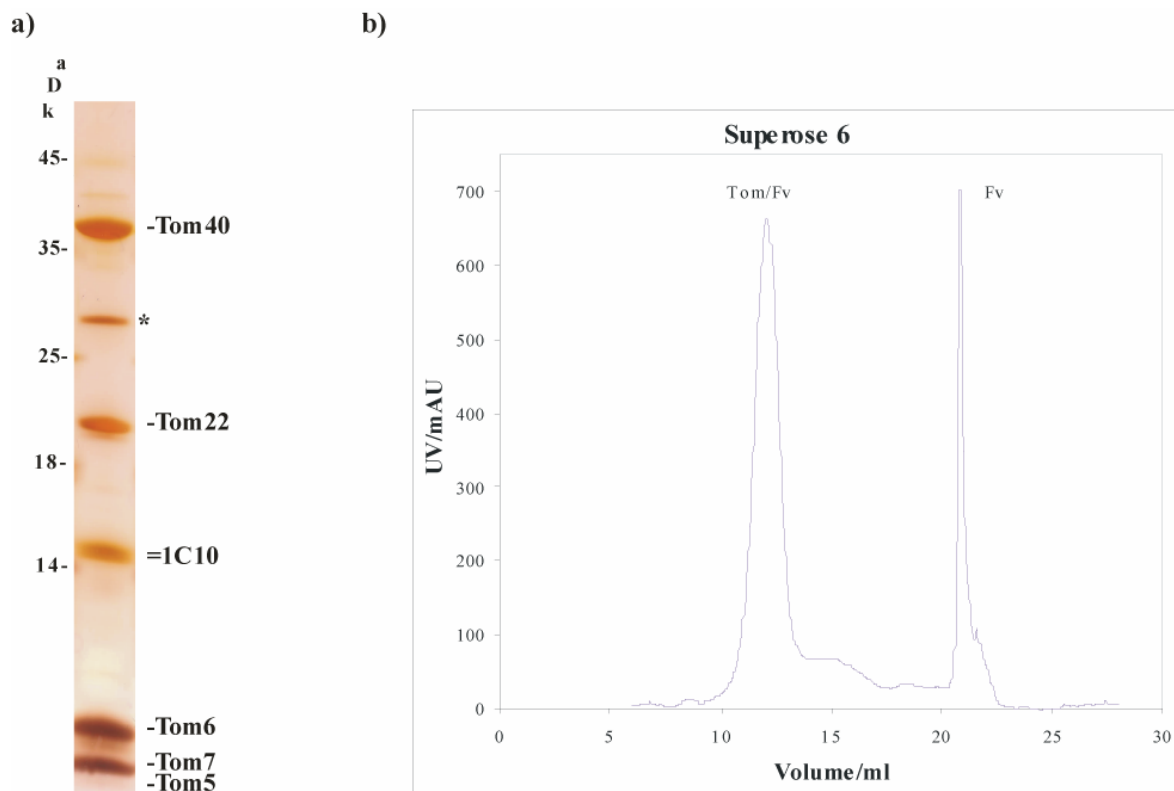 a)
a
D
k
45-
-Tom40
35-
*
25-
-Tom22
18-
=1C10
14-
-Tom6
-Tom7
-Tom5
b)
Superose 6
Tom/Fv
Fv
700
600
500
400
300
200
100
0
UV/mAU
0 5 10 15 20 25 30
Volume/ml